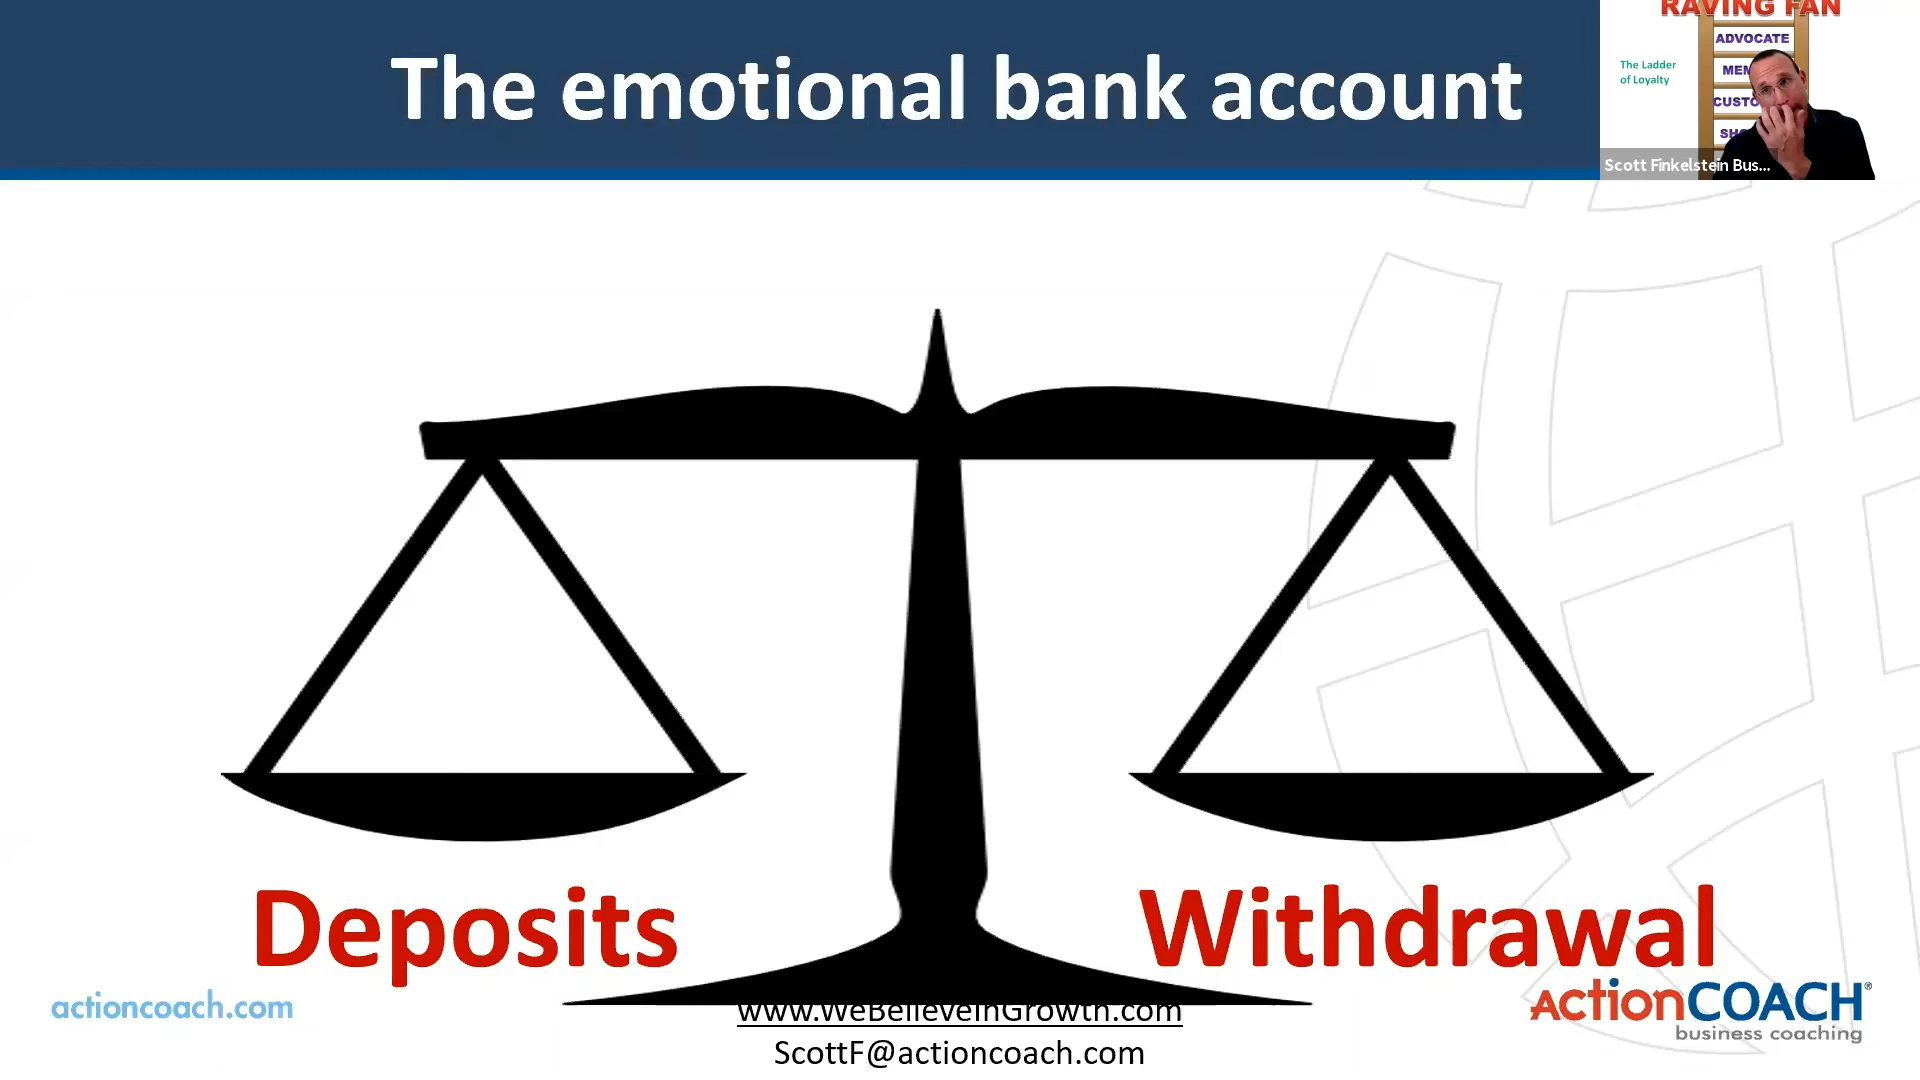 The emotional bank account
RAVING FAN
ADVOCATE
The Ladder
of Loyalty
Scott Finkelstein Bus...
Deposits
Withdrawal
actioncoach.com
www.WeBelieveInGrowth.com
ScottF@actioncoach.com
ActionCOACH®
business coaching